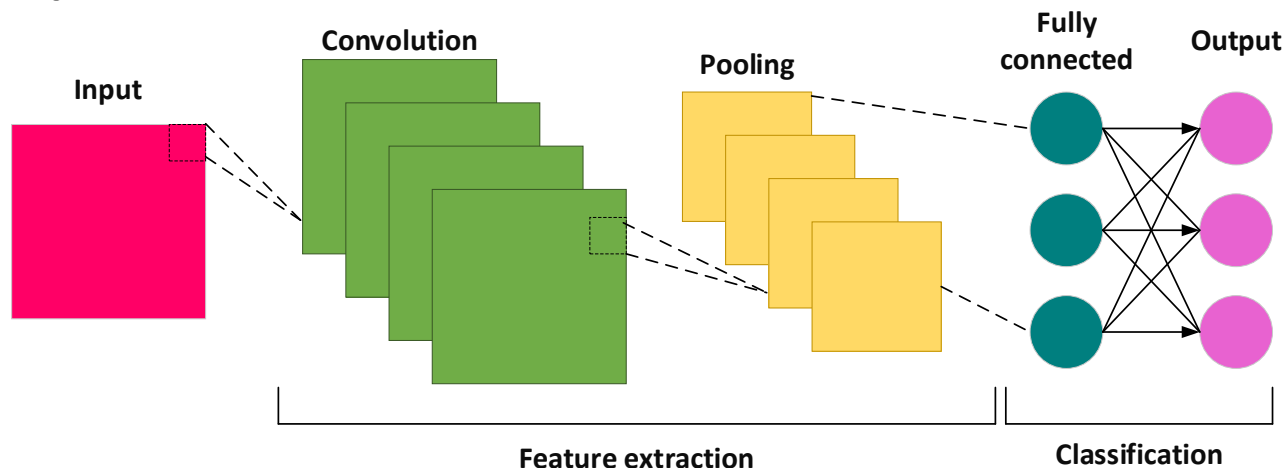 Input
Convolution
Pooling
Fully
connected
Output
Feature extraction
Classification